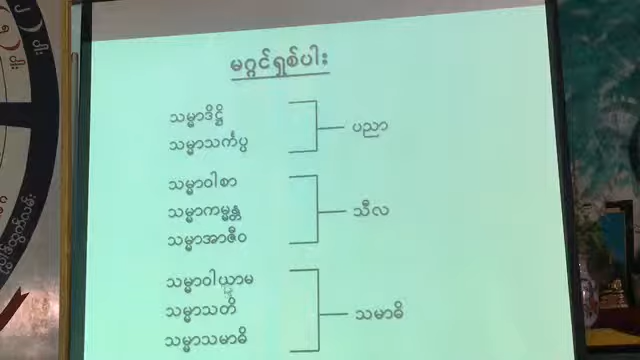 မဂ္ဂင်ရှစ်ပါး
သမ္မာဒိဋ္ဌိ
သမ္မာသင်္ကပ္ပ
ပညာ
သမ္မာဝါစာ
သမ္မာကမ္မန္တ
သမ္မာအာဇီဝ
သီလ
သမ္မာဝါယာမ
သမ္မာသတိ
သမ္မာသမာဓိ
သမာဓိ